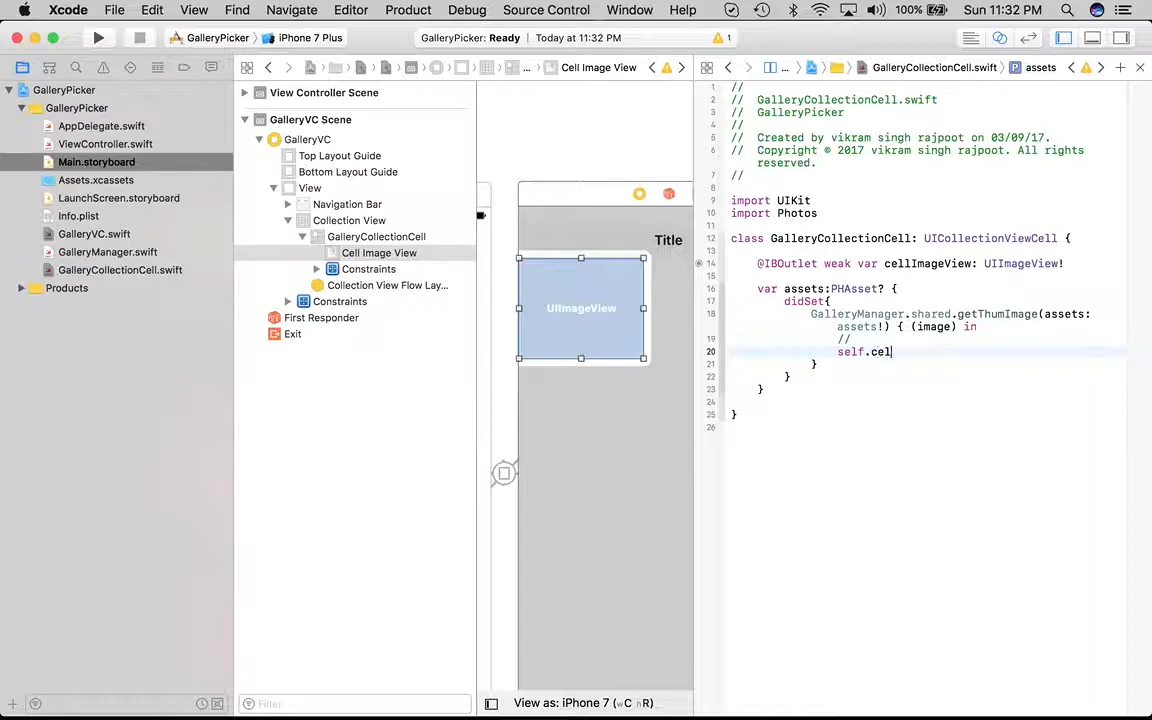 Xcode File Edit View Find Navigate Editor Product Debug Source Control Window Help 100% Sun 11:32 PM
GalleryPicker iPhone 7 Plus GalleryPicker: Ready | Today at 11:32 PM 1
... Cell Image View ... GalleryCollectionCell.swift P assets
GalleryPicker
GalleryPicker
AppDelegate.swift
ViewController.swift
Main.storyboard
Assets.xcassets
LaunchScreen.storyboard
Info.plist
GalleryVC.swift
GalleryManager.swift
GalleryCollectionCell.swift
Products
View Controller Scene
GalleryVC Scene
GalleryVC
Top Layout Guide
Bottom Layout Guide
View
Navigation Bar
Collection View
GalleryCollectionCell
Cell Image View
Constraints
Collection View Flow Lay...
Constraints
First Responder
Exit
Filter
Title
UIImageView
View as: iPhone 7 (wC hR)
1 //
2 // GalleryCollectionCell.swift
3 // GalleryPicker
4 //
5 // Created by vikram singh rajpoot on 03/09/17.
6 // Copyright © 2017 vikram singh rajpoot. All rights
reserved.
7 //
8
9 import UIKit
10 import Photos
11
12 class GalleryCollectionCell: UICollectionViewCell {
13
14 @IBOutlet weak var cellImageView: UIImageView!
15
16 var assets:PHAsset? {
17 didSet{
18 GalleryManager.shared.getThumImage(assets:
assets!) { (image) in
19 //
20 self.cel
21 }
22 }
23 }
24
25 }
26